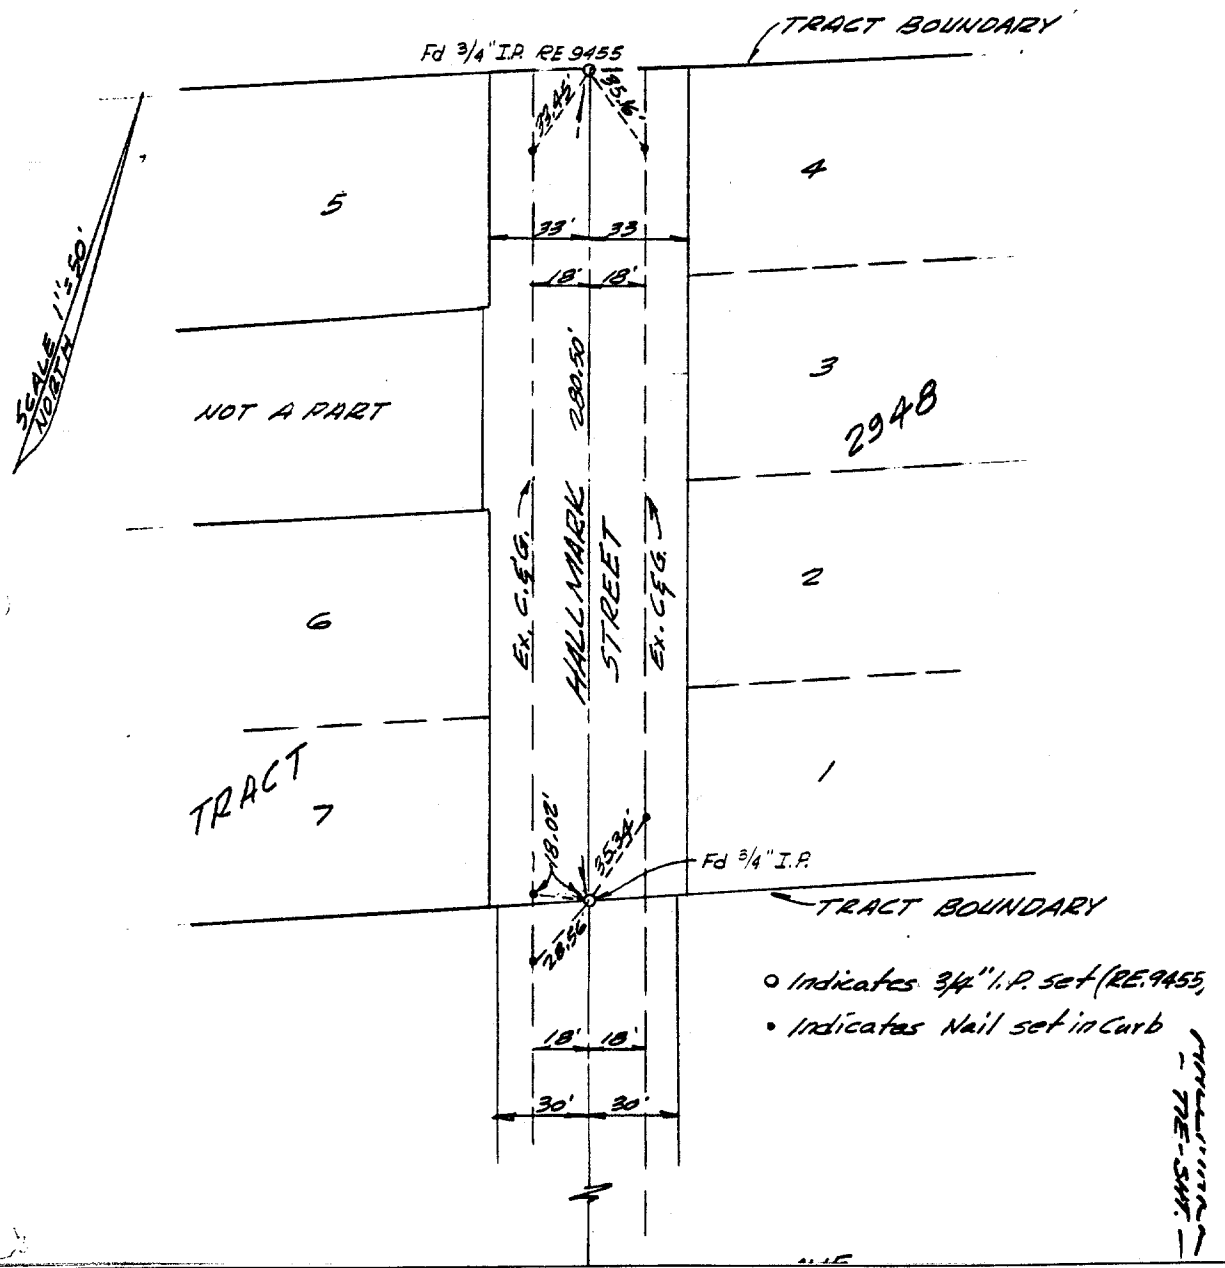 TRACT BOUNDARY
Fd 3/4" I.P. RE 9455
33.45'
35.16'
5
4
33' 33
18' 18'
SCALE 1"=50'
NORTH
280.50'
3
NOT A PART
2948
Ex. C.&G.
HALLMARK
STREET
Ex. C&G.
2
6
TRACT
7
1
18.02'
35.34'
Fd 3/4" I.P.
TRACT BOUNDARY
28.56
o Indicates 3/4" I.P. set (RE.9455,
• Indicates Nail set in Curb
18' 18'
30' 30'
- TIE-SHT. -